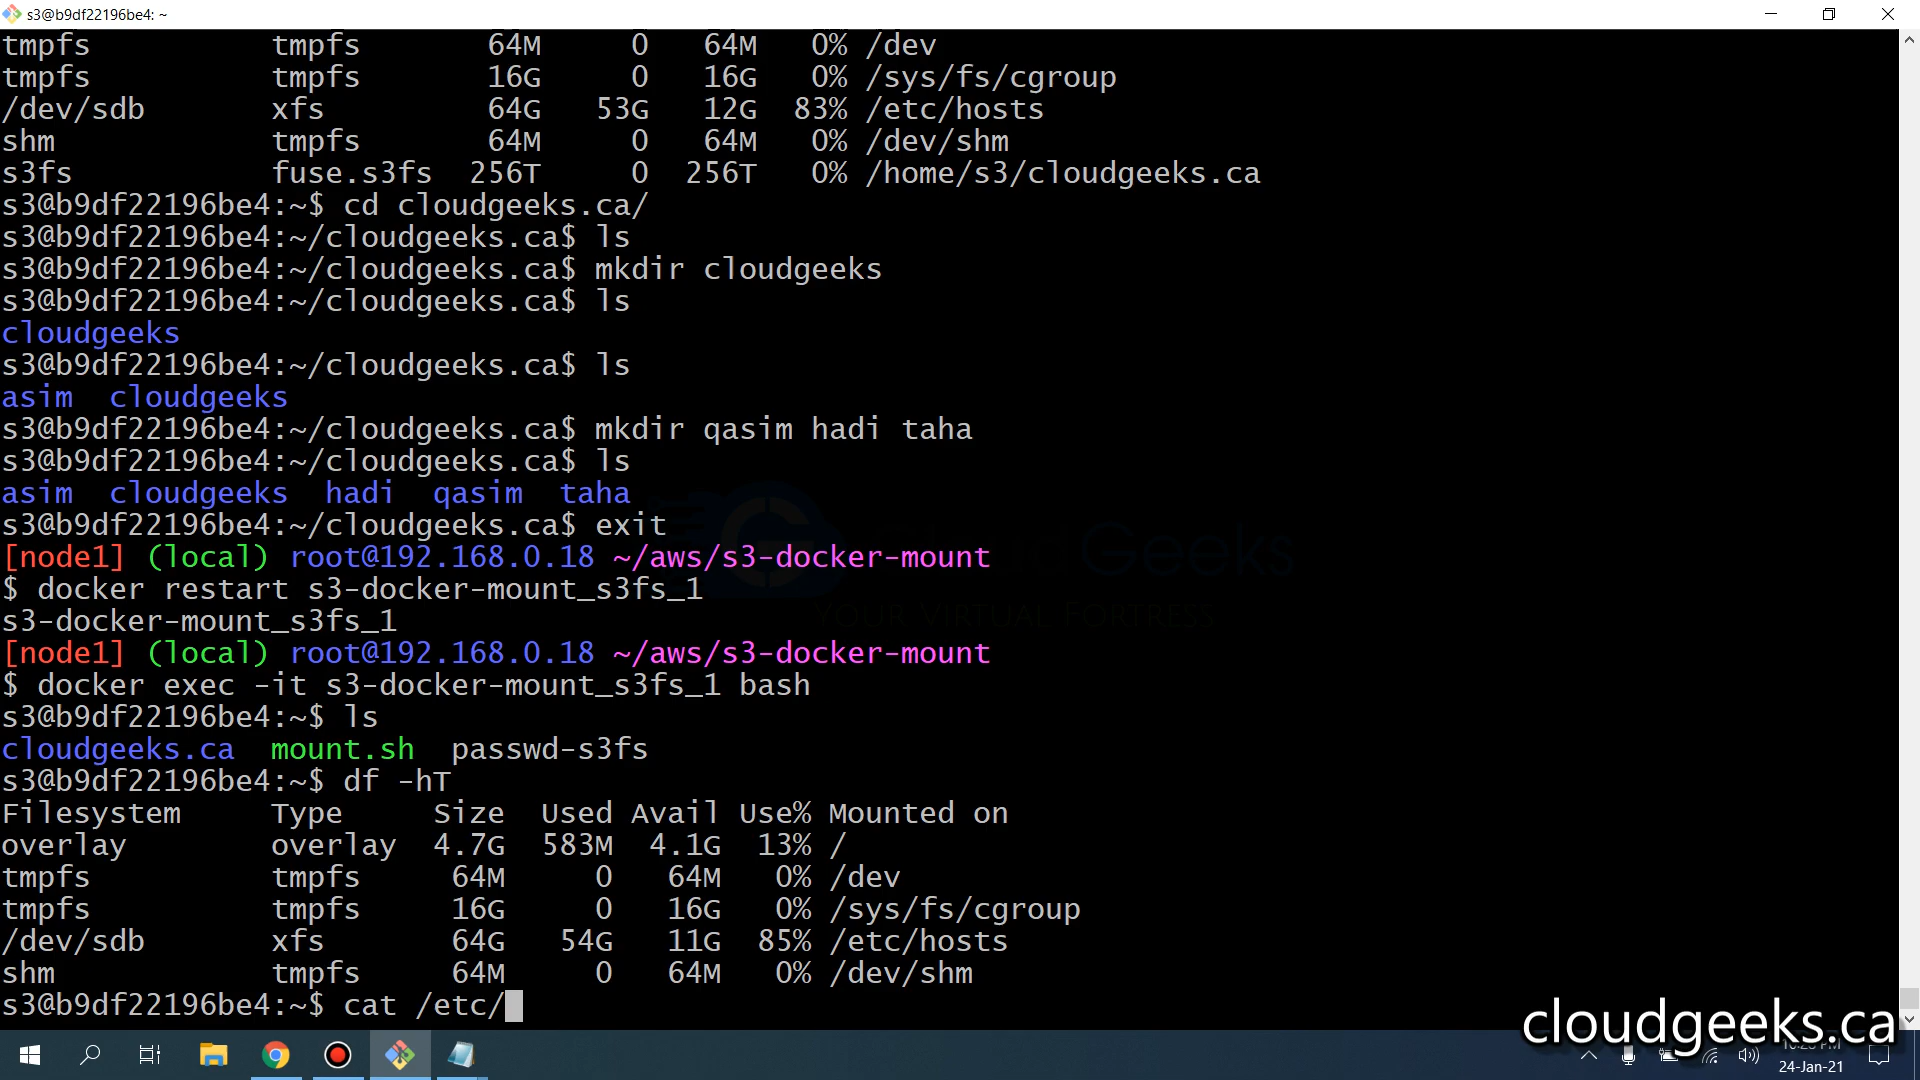 s3@b9df22196be4: ~
tmpfs tmpfs 64M 0 64M 0% /dev
tmpfs tmpfs 16G 0 16G 0% /sys/fs/cgroup
/dev/sdb xfs 64G 53G 12G 83% /etc/hosts
shm tmpfs 64M 0 64M 0% /dev/shm
s3fs fuse.s3fs 256T 0 256T 0% /home/s3/cloudgeeks.ca
s3@b9df22196be4:~$ cd cloudgeeks.ca/
s3@b9df22196be4:~/cloudgeeks.ca$ ls
s3@b9df22196be4:~/cloudgeeks.ca$ mkdir cloudgeeks
s3@b9df22196be4:~/cloudgeeks.ca$ ls
cloudgeeks
s3@b9df22196be4:~/cloudgeeks.ca$ ls
asim cloudgeeks
s3@b9df22196be4:~/cloudgeeks.ca$ mkdir qasim hadi taha
s3@b9df22196be4:~/cloudgeeks.ca$ ls
asim cloudgeeks hadi qasim taha
s3@b9df22196be4:~/cloudgeeks.ca$ exit
[node1] (local) root@192.168.0.18 ~/aws/s3-docker-mount
$ docker restart s3-docker-mount_s3fs_1
s3-docker-mount_s3fs_1
YOUR VIRTUAL FORTRESS
[node1] (local) root@192.168.0.18 ~/aws/s3-docker-mount
$ docker exec -it s3-docker-mount_s3fs_1 bash
s3@b9df22196be4:~$ ls
cloudgeeks.ca mount.sh passwd-s3fs
s3@b9df22196be4:~$ df -hT
Filesystem Type Size Used Avail Use% Mounted on
overlay overlay 4.7G 583M 4.1G 13% /
tmpfs tmpfs 64M 0 64M 0% /dev
tmpfs tmpfs 16G 0 16G 0% /sys/fs/cgroup
/dev/sdb xfs 64G 54G 11G 85% /etc/hosts
shm tmpfs 64M 0 64M 0% /dev/shm
s3@b9df22196be4:~$ cat /etc/
cloudgeeks.ca
24-Jan-21